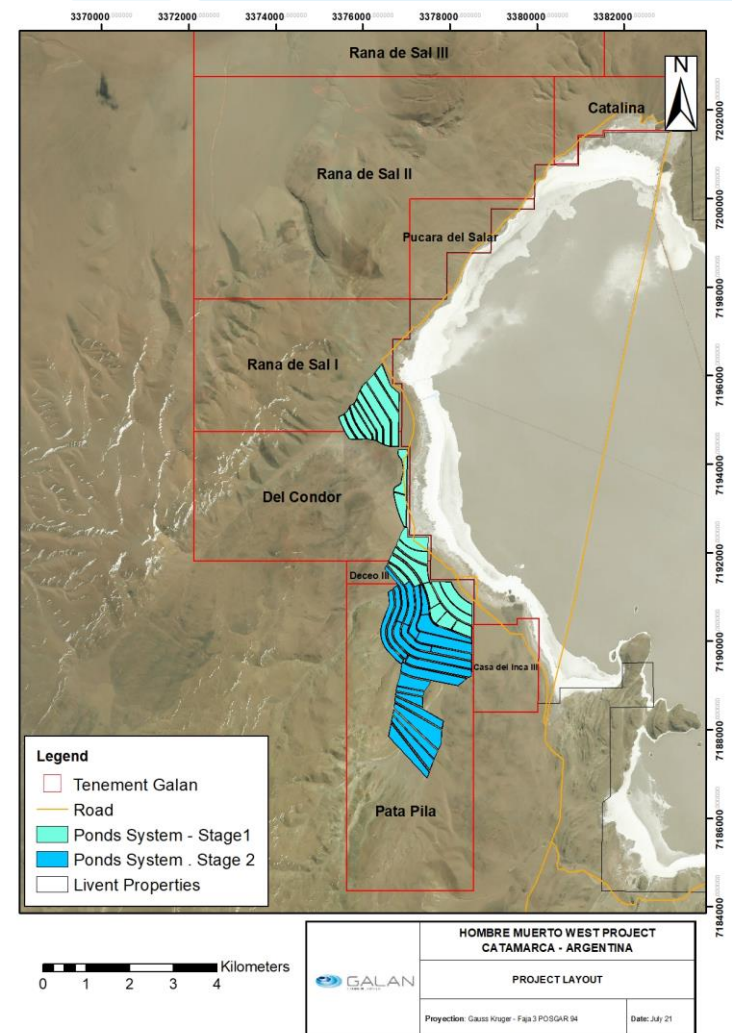 3370000
3372000
3374000
3376000
3378000
3380000
3382000
Rana de Sal III
N
Catalina
7202000
Rana de Sal II
7200000
Pucara del Salar
7198000
Rana de Sal I
7196000
7194000
Del Condor
7192000
Deceo III
7190000
Casa del Inca III
7188000
Legend
Tenement Galan
Road
Ponds System - Stage1
Ponds System . Stage 2
Livent Properties
Pata Pila
7186000
7184000
Kilometers
0 1 2 3 4
GALAN
HOMBRE MUERTO WEST PROJECT
CATAMARCA - ARGENTINA
PROJECT LAYOUT
Proyection: Gauss Kruger - Faja 3 POSGAR 94
Date: July 21